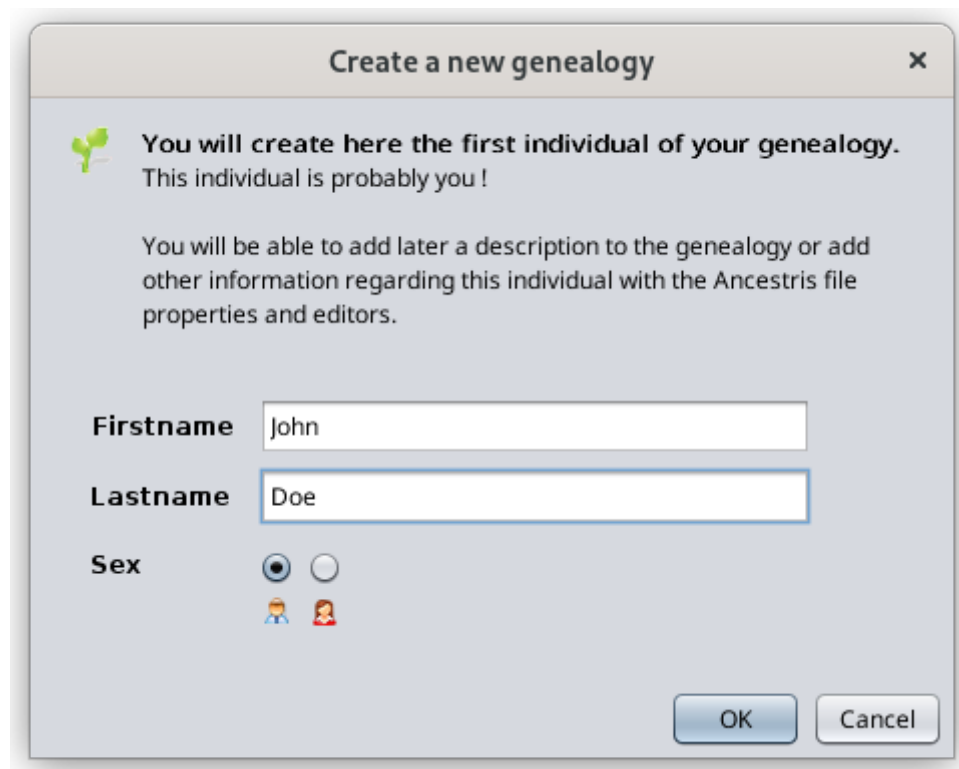 Create a new genealogy
You will create here the first individual of your genealogy.
This individual is probably you !
You will be able to add later a description to the genealogy or add
other information regarding this individual with the Ancestris file
properties and editors.
Firstname John
Lastname Doe
Sex
OK Cancel